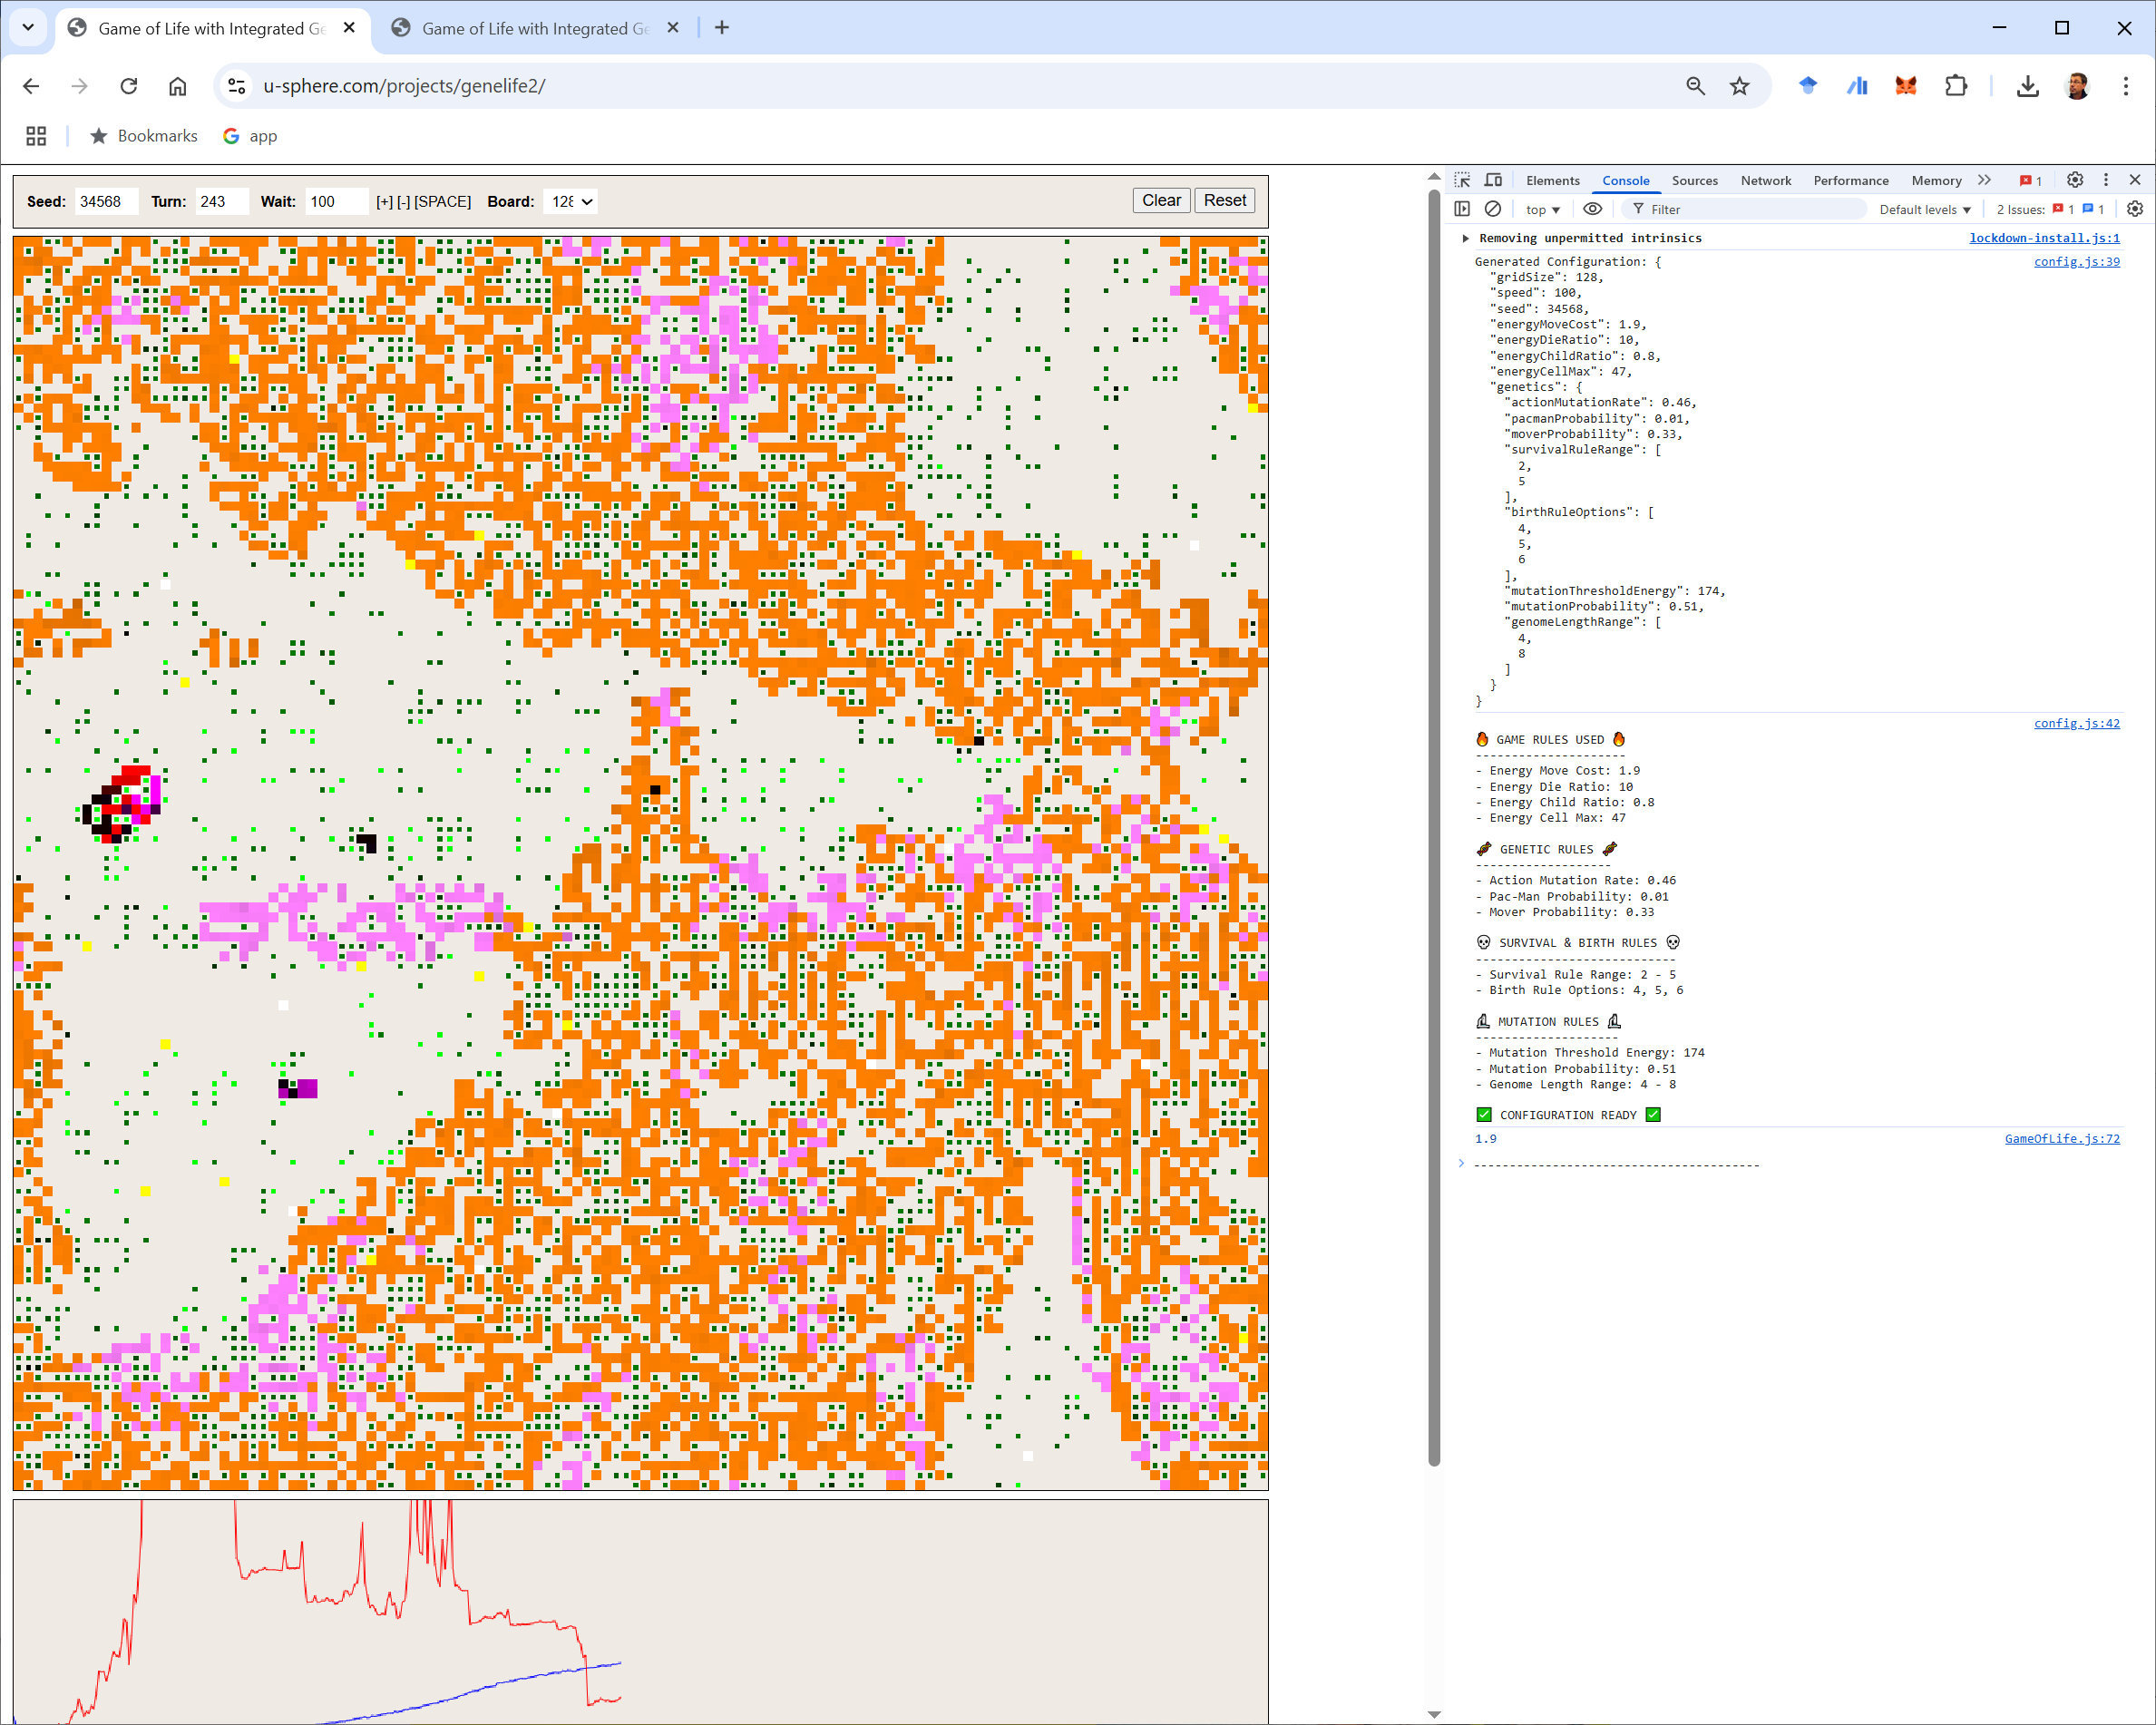 Game of Life with Integrated Ge
Game of Life with Integrated Ge
u-sphere.com/projects/genelife2/
Bookmarks
app
Seed: 34568 Turn: 243 Wait: 100 [+] [-] [SPACE] Board: 128 Clear Reset
Elements Console Sources Network Performance Memory 1
top Filter Default levels 2 Issues: 1 1
Removing unpermitted intrinsics lockdown-install.js:1
Generated Configuration: { config.js:39
"gridSize": 128,
"speed": 100,
"seed": 34568,
"energyMoveCost": 1.9,
"energyDieRatio": 10,
"energyChildRatio": 0.8,
"energyCellMax": 47,
"genetics": {
"actionMutationRate": 0.46,
"pacmanProbability": 0.01,
"moverProbability": 0.33,
"survivalRuleRange": [
2,
5
],
"birthRuleOptions": [
4,
5,
6
],
"mutationThresholdEnergy": 174,
"mutationProbability": 0.51,
"genomeLengthRange": [
4,
8
]
}
}
config.js:42
🔥 GAME RULES USED 🔥
---------------------
- Energy Move Cost: 1.9
- Energy Die Ratio: 10
- Energy Child Ratio: 0.8
- Energy Cell Max: 47
GENETIC RULES
-------------------
- Action Mutation Rate: 0.46
- Pac-Man Probability: 0.01
- Mover Probability: 0.33
SURVIVAL & BIRTH RULES
----------------------------
- Survival Rule Range: 2 - 5
- Birth Rule Options: 4, 5, 6
MUTATION RULES
--------------------
- Mutation Threshold Energy: 174
- Mutation Probability: 0.51
- Genome Length Range: 4 - 8
✅ CONFIGURATION READY ✅
1.9 GameOfLife.js:72
----------------------------------------